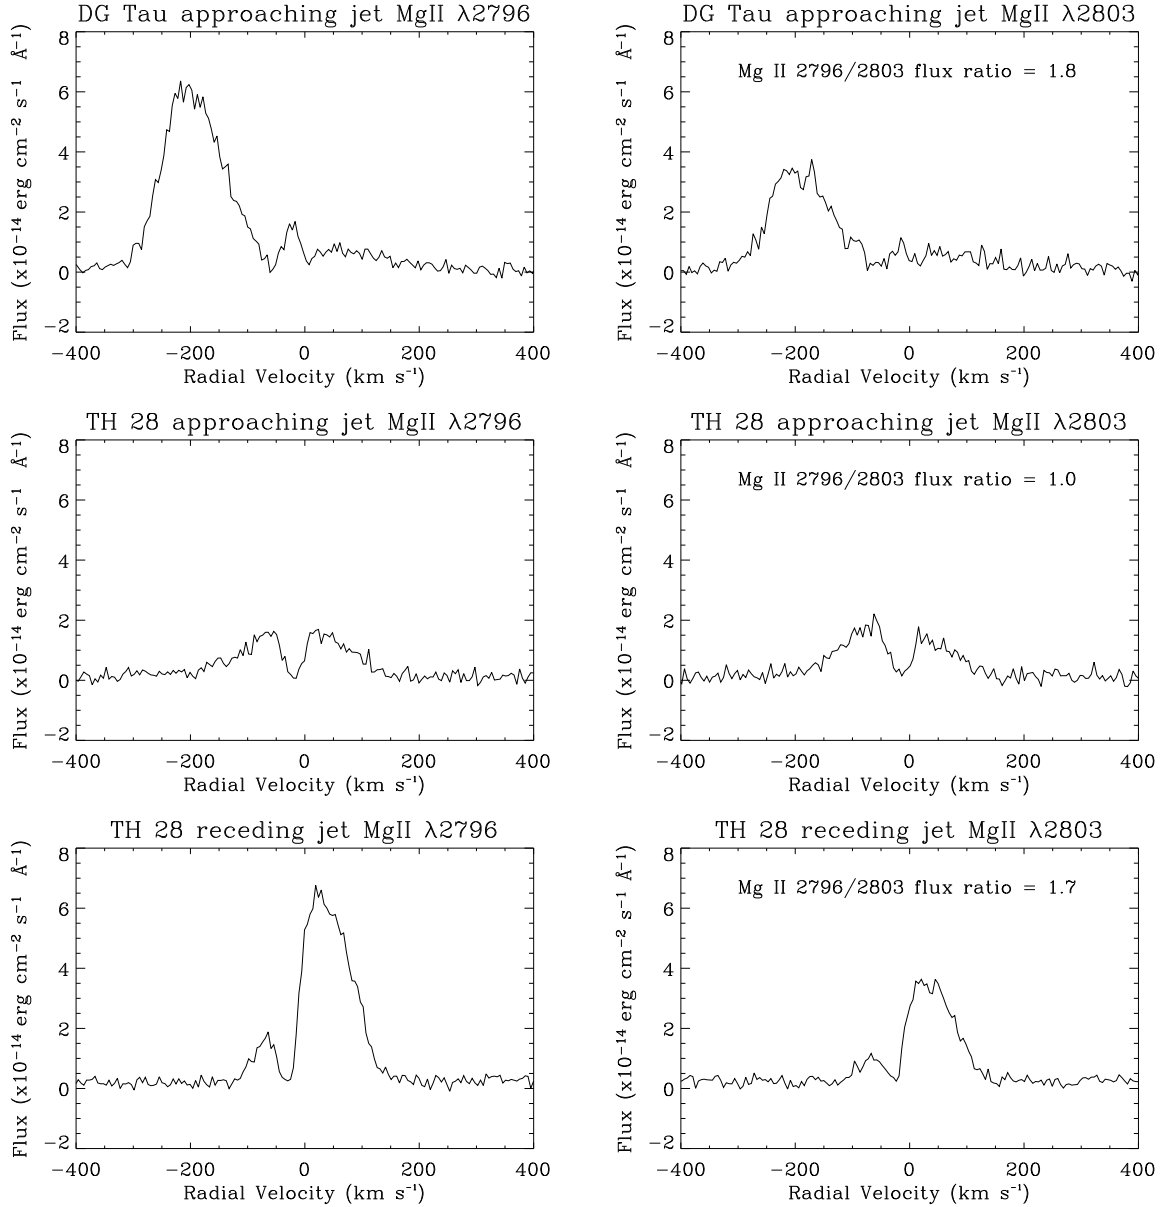 DG Tau approaching jet MgII λ2796
8
6
4
2
0
−2
Flux (x10⁻¹⁴ erg cm⁻² s⁻¹ Å⁻¹)
−400 −200 0 200 400
Radial Velocity (km s⁻¹)
DG Tau approaching jet MgII λ2803
Mg II 2796/2803 flux ratio = 1.8
8
6
4
2
0
−2
Flux (x10⁻¹⁴ erg cm⁻² s⁻¹ Å⁻¹)
−400 −200 0 200 400
Radial Velocity (km s⁻¹)
TH 28 approaching jet MgII λ2796
8
6
4
2
0
−2
Flux (x10⁻¹⁴ erg cm⁻² s⁻¹ Å⁻¹)
−400 −200 0 200 400
Radial Velocity (km s⁻¹)
TH 28 approaching jet MgII λ2803
Mg II 2796/2803 flux ratio = 1.0
8
6
4
2
0
−2
Flux (x10⁻¹⁴ erg cm⁻² s⁻¹ Å⁻¹)
−400 −200 0 200 400
Radial Velocity (km s⁻¹)
TH 28 receding jet MgII λ2796
8
6
4
2
0
−2
Flux (x10⁻¹⁴ erg cm⁻² s⁻¹ Å⁻¹)
−400 −200 0 200 400
Radial Velocity (km s⁻¹)
TH 28 receding jet MgII λ2803
Mg II 2796/2803 flux ratio = 1.7
8
6
4
2
0
−2
Flux (x10⁻¹⁴ erg cm⁻² s⁻¹ Å⁻¹)
−400 −200 0 200 400
Radial Velocity (km s⁻¹)